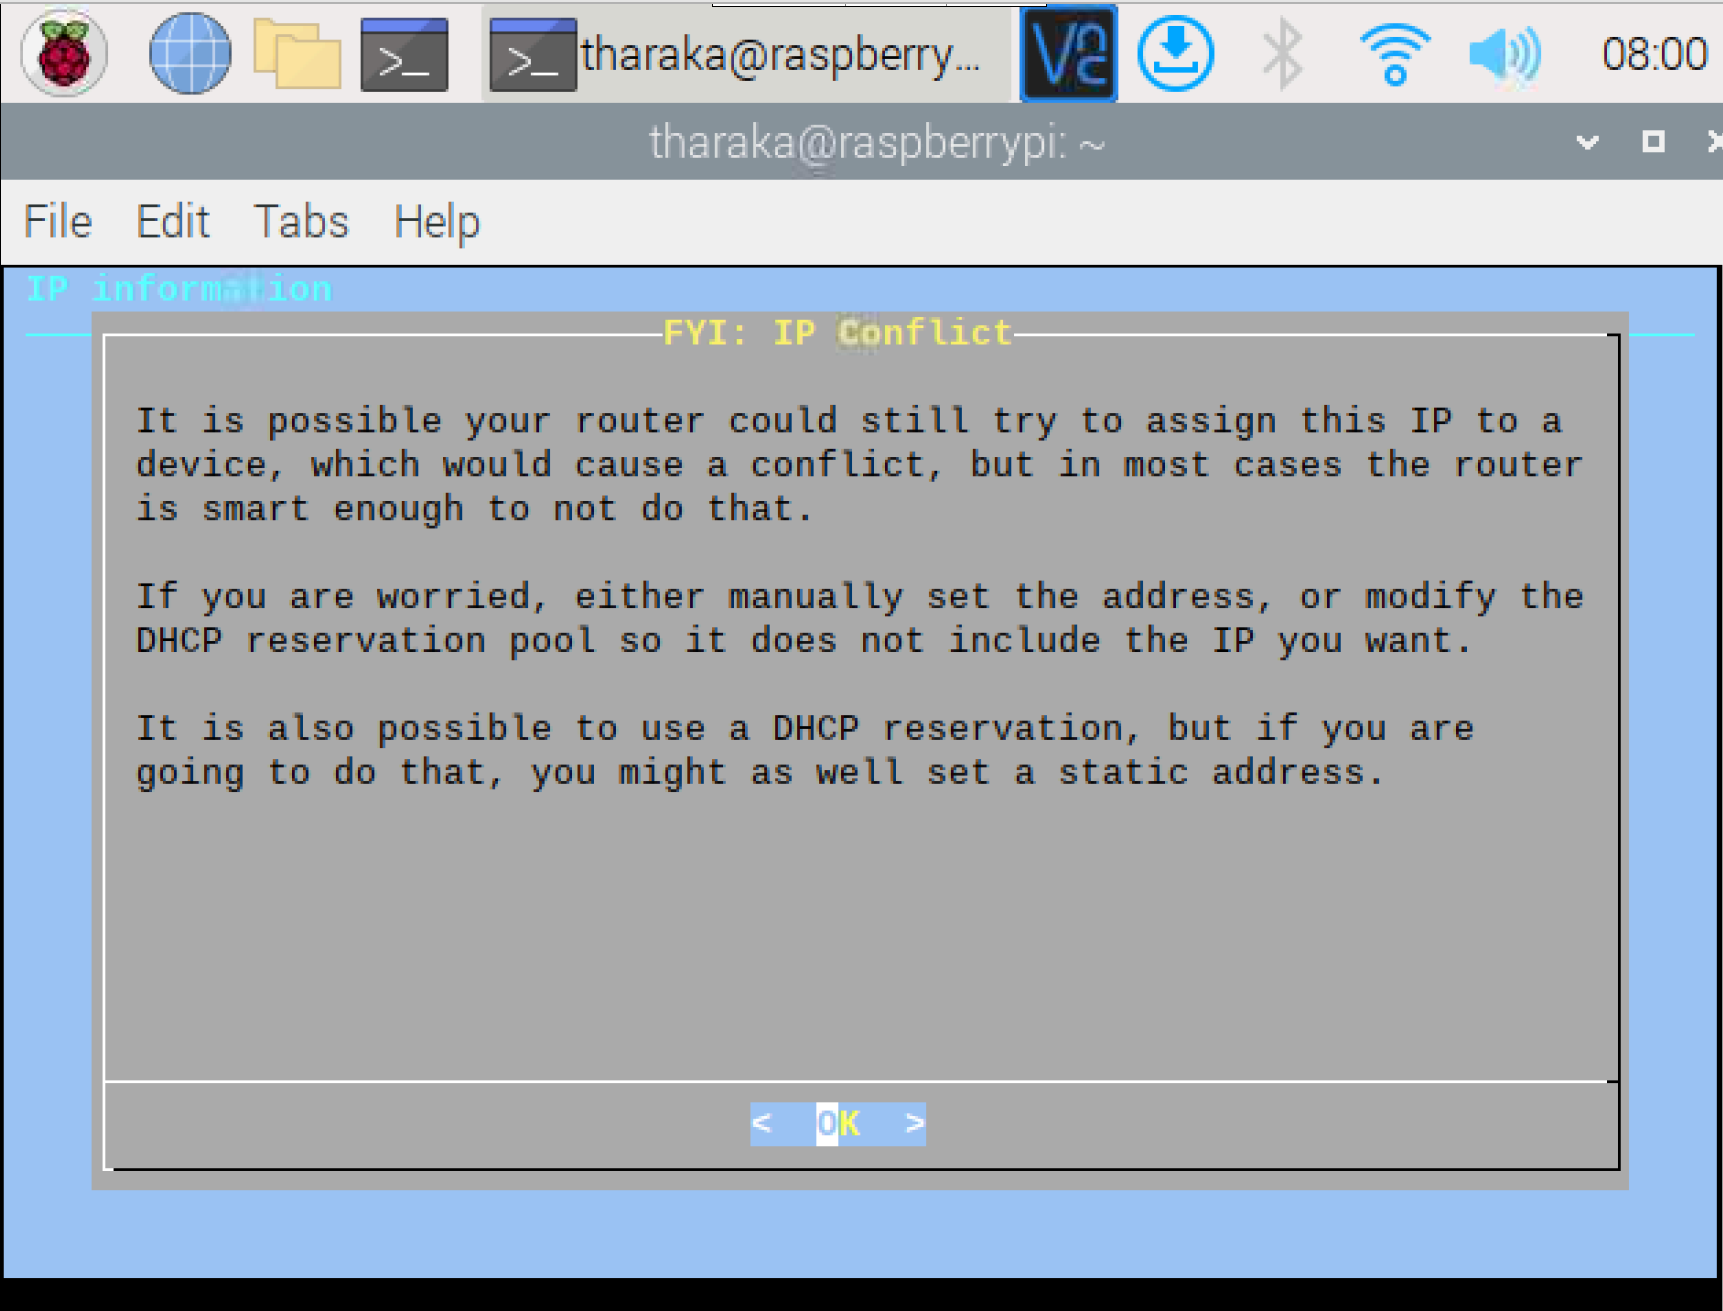 tharaka@raspberry...
08:00
tharaka@raspberrypi: ~
File Edit Tabs Help
IP information
FYI: IP Conflict
It is possible your router could still try to assign this IP to a
device, which would cause a conflict, but in most cases the router
is smart enough to not do that.
If you are worried, either manually set the address, or modify the
DHCP reservation pool so it does not include the IP you want.
It is also possible to use a DHCP reservation, but if you are
going to do that, you might as well set a static address.
< OK >